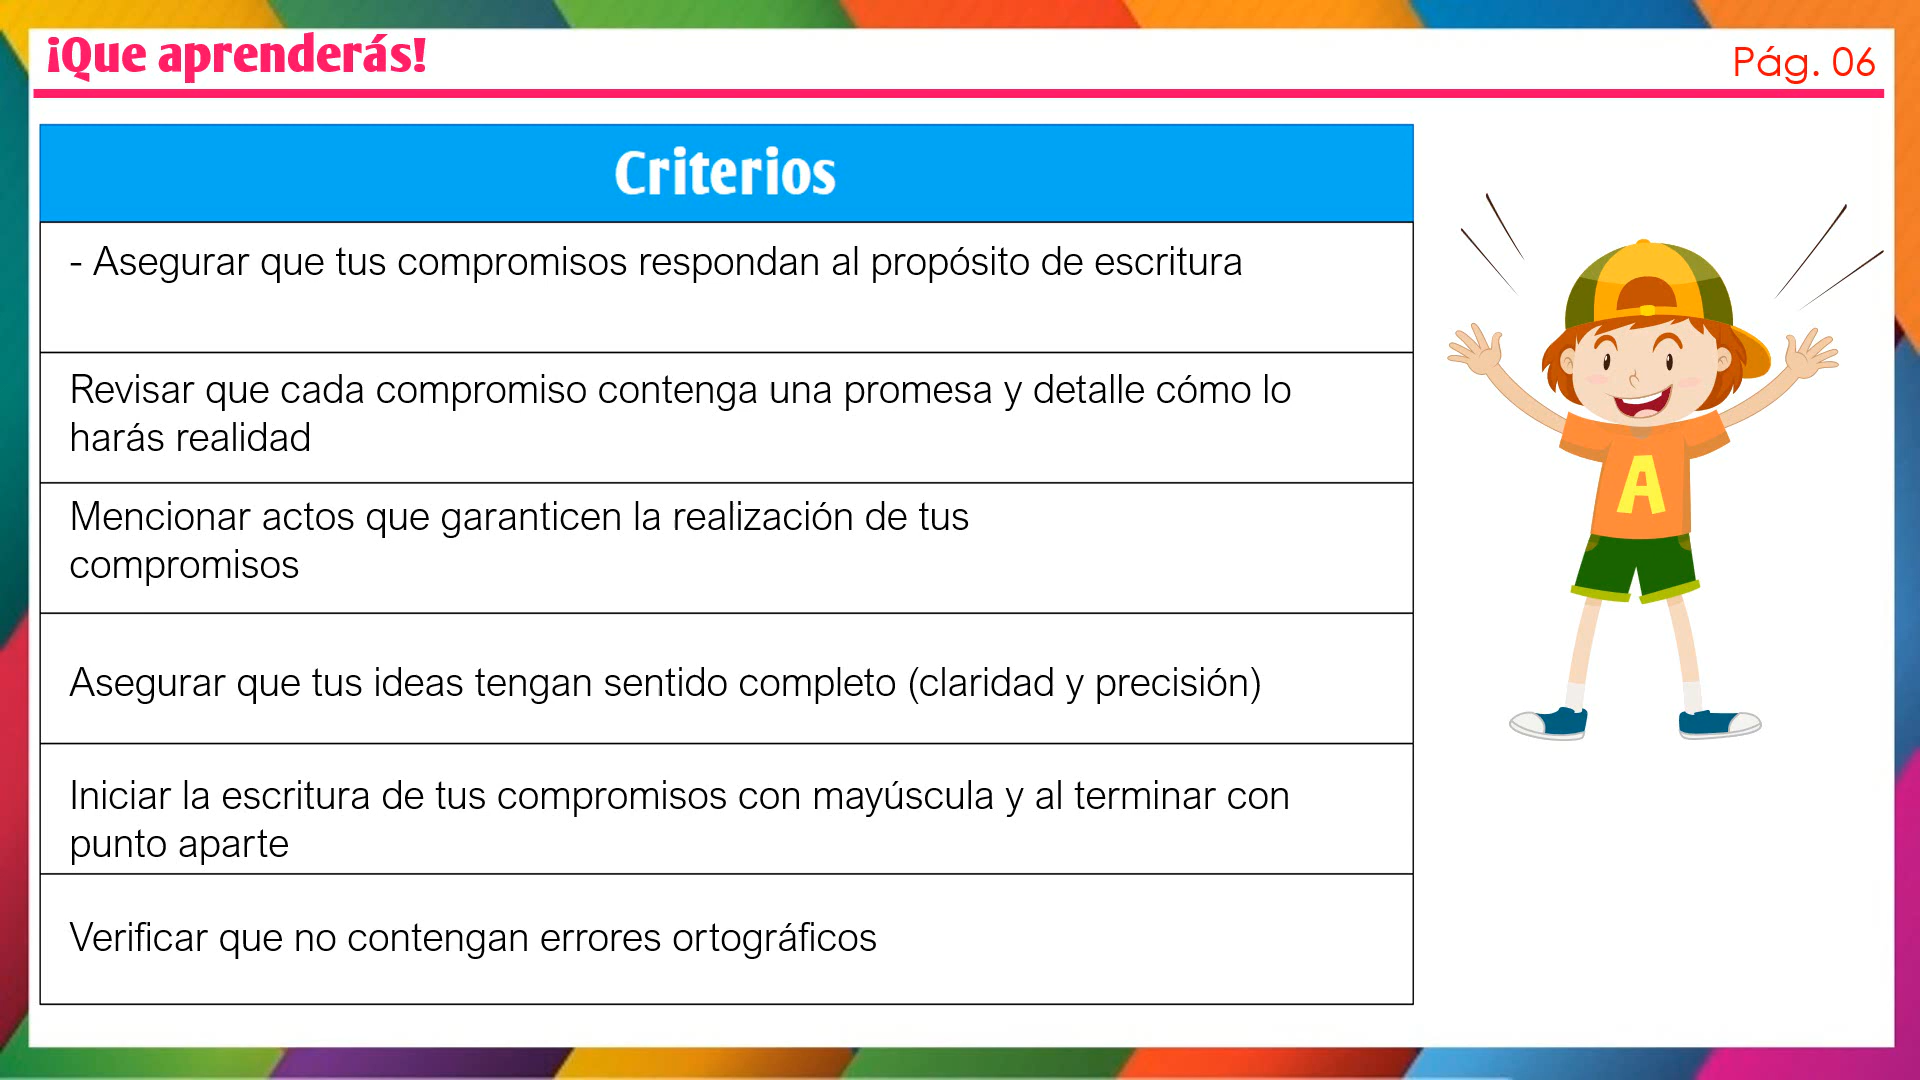 ¡Que aprenderás!
Pág. 06
Criterios
- Asegurar que tus compromisos respondan al propósito de escritura
Revisar que cada compromiso contenga una promesa y detalle cómo lo
harás realidad
Mencionar actos que garanticen la realización de tus
compromisos
Asegurar que tus ideas tengan sentido completo (claridad y precisión)
Iniciar la escritura de tus compromisos con mayúscula y al terminar con
punto aparte
Verificar que no contengan errores ortográficos
A